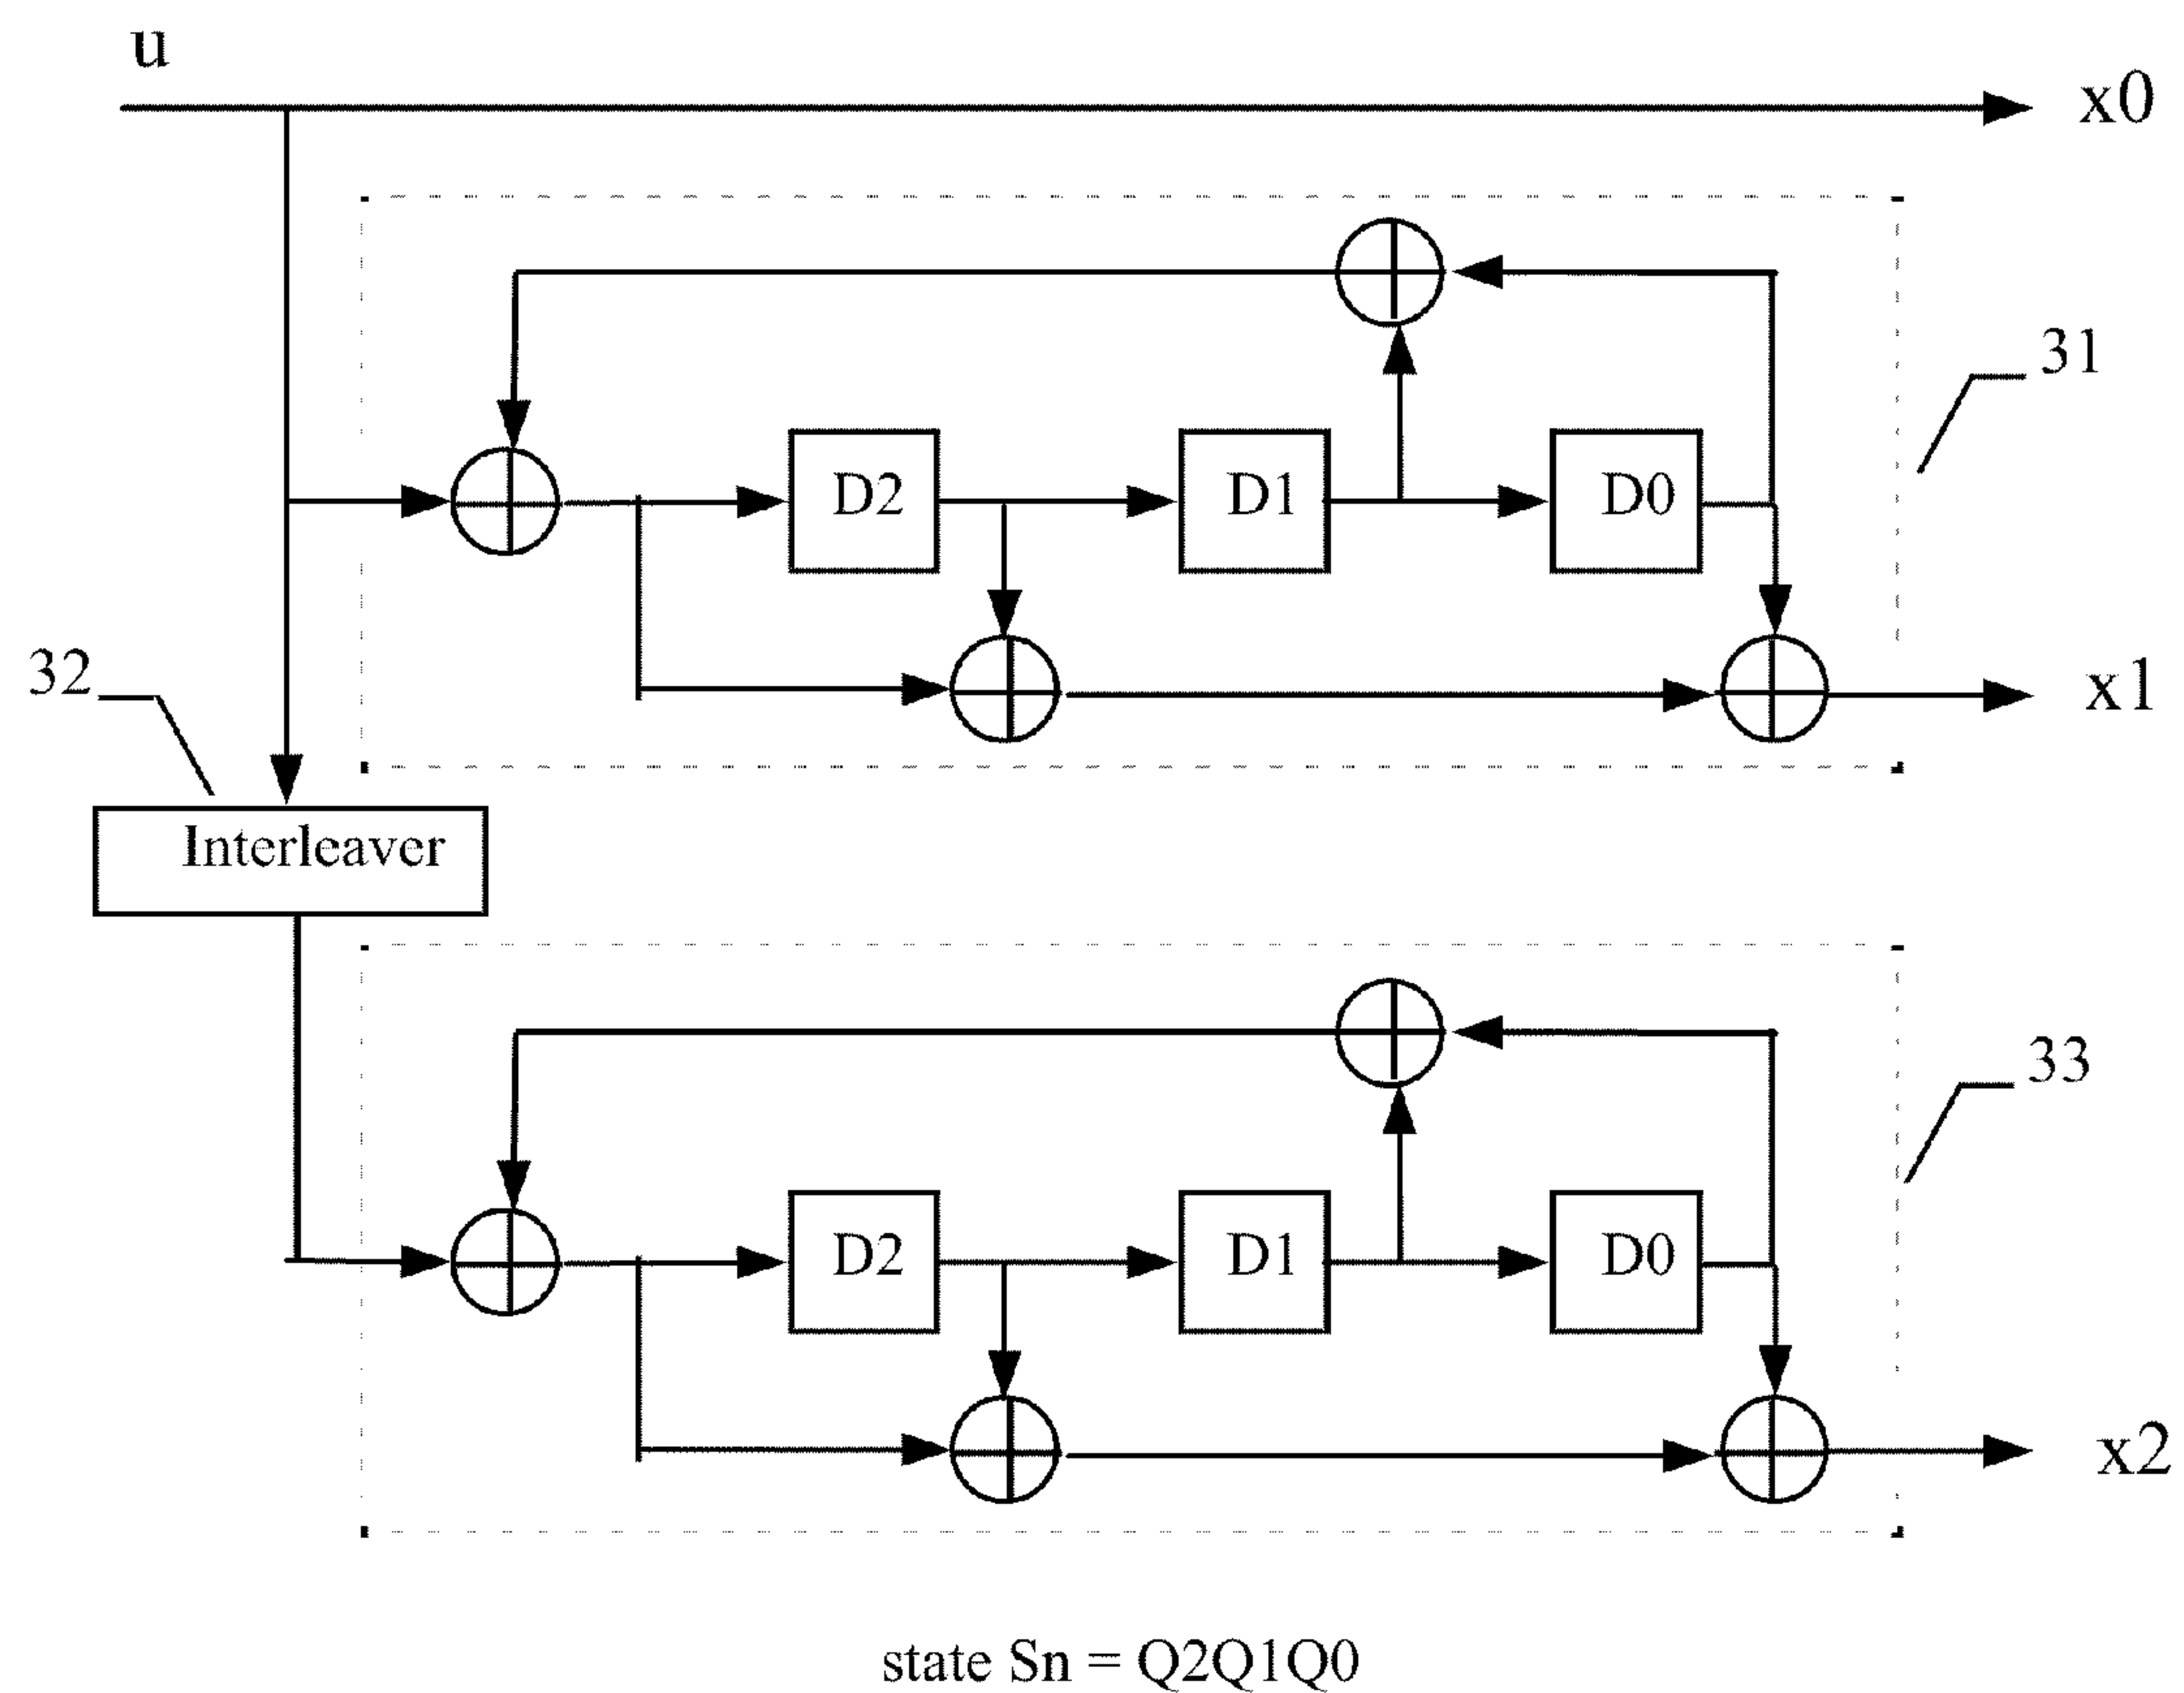 u
x0
31
D2 D1 D0
32
x1
Interleaver
33
D2 D1 D0
x2
state Sn = Q2Q1Q0